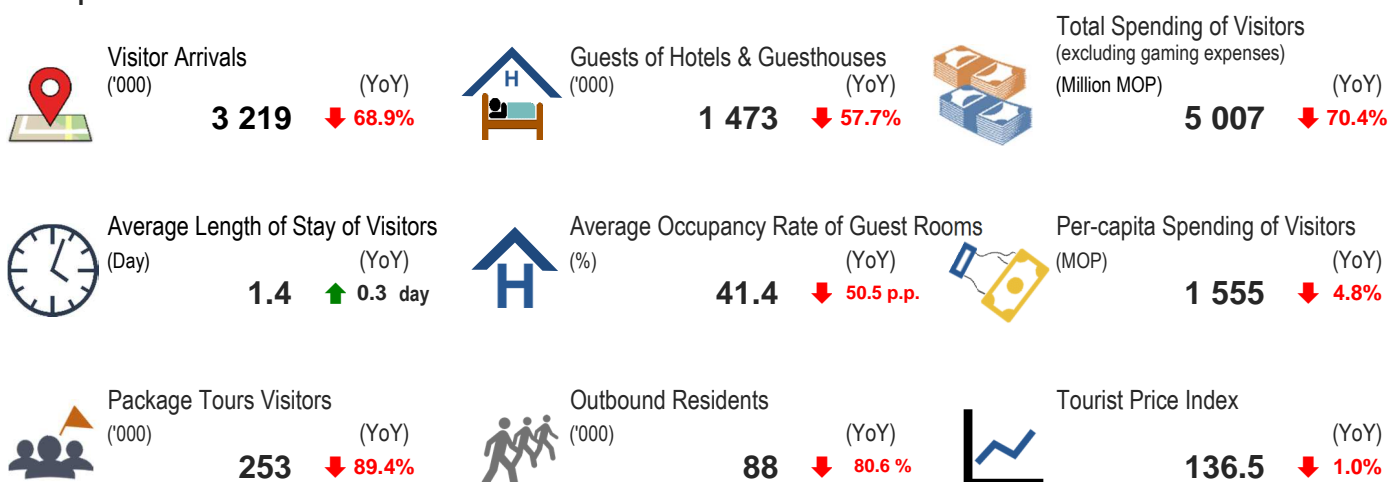 Visitor Arrivals
('000) (YoY)
3 219 68.9%
Guests of Hotels & Guesthouses
('000) (YoY)
1 473 57.7%
Total Spending of Visitors
(excluding gaming expenses)
(Million MOP) (YoY)
5 007 70.4%
Average Length of Stay of Visitors
(Day) (YoY)
1.4 0.3 day
Average Occupancy Rate of Guest Rooms
(%) (YoY)
41.4 50.5 p.p.
Per-capita Spending of Visitors
(MOP) (YoY)
1 555 4.8%
Package Tours Visitors
('000) (YoY)
253 89.4%
Outbound Residents
('000) (YoY)
88 80.6 %
Tourist Price Index
(YoY)
136.5 1.0%
H
H